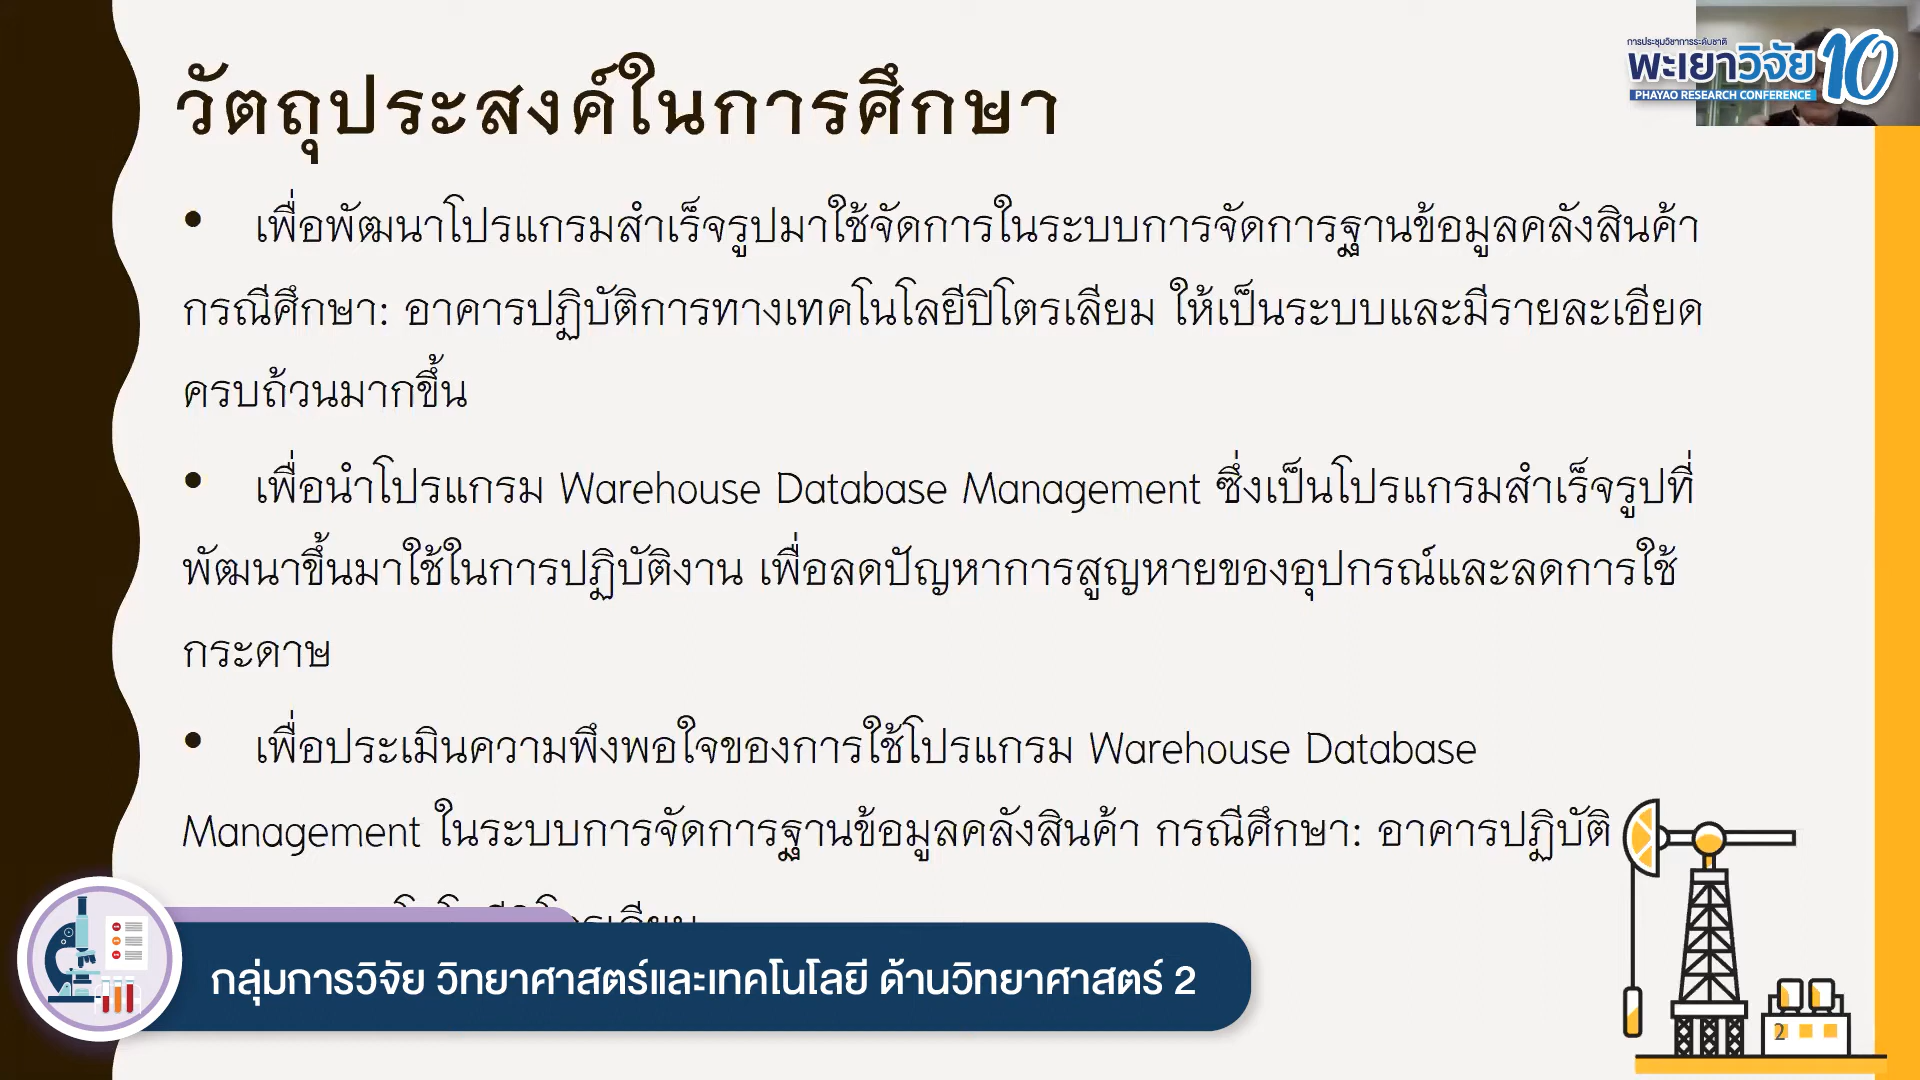 การประชุมวิชาการระดับชาติ
พะเยาวิจัย 10
PHAYAO RESEARCH CONFERENCE
วัตถุประสงค์ในการศึกษา
• เพื่อพัฒนาโปรแกรมสำเร็จรูปมาใช้จัดการในระบบการจัดการฐานข้อมูลคลังสินค้า
กรณีศึกษา: อาคารปฏิบัติการทางเทคโนโลยีปิโตรเลียม ให้เป็นระบบและมีรายละเอียด
ครบถ้วนมากขึ้น
• เพื่อนำโปรแกรม Warehouse Database Management ซึ่งเป็นโปรแกรมสำเร็จรูปที่
พัฒนาขึ้นมาใช้ในการปฏิบัติงาน เพื่อลดปัญหาการสูญหายของอุปกรณ์และลดการใช้
กระดาษ
• เพื่อประเมินความพึงพอใจของการใช้โปรแกรม Warehouse Database
Management ในระบบการจัดการฐานข้อมูลคลังสินค้า กรณีศึกษา: อาคารปฏิบัติ
กลุ่มการวิจัย วิทยาศาสตร์และเทคโนโลยี ด้านวิทยาศาสตร์ 2
2